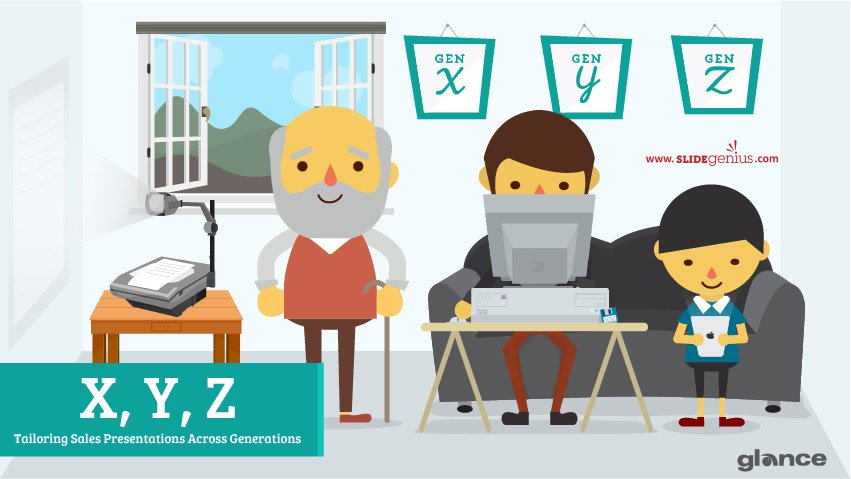 GEN
X
GEN
Y
GEN
Z
www.SLIDEgenius.com
X, Y, Z
Tailoring Sales Presentations Across Generations
glance